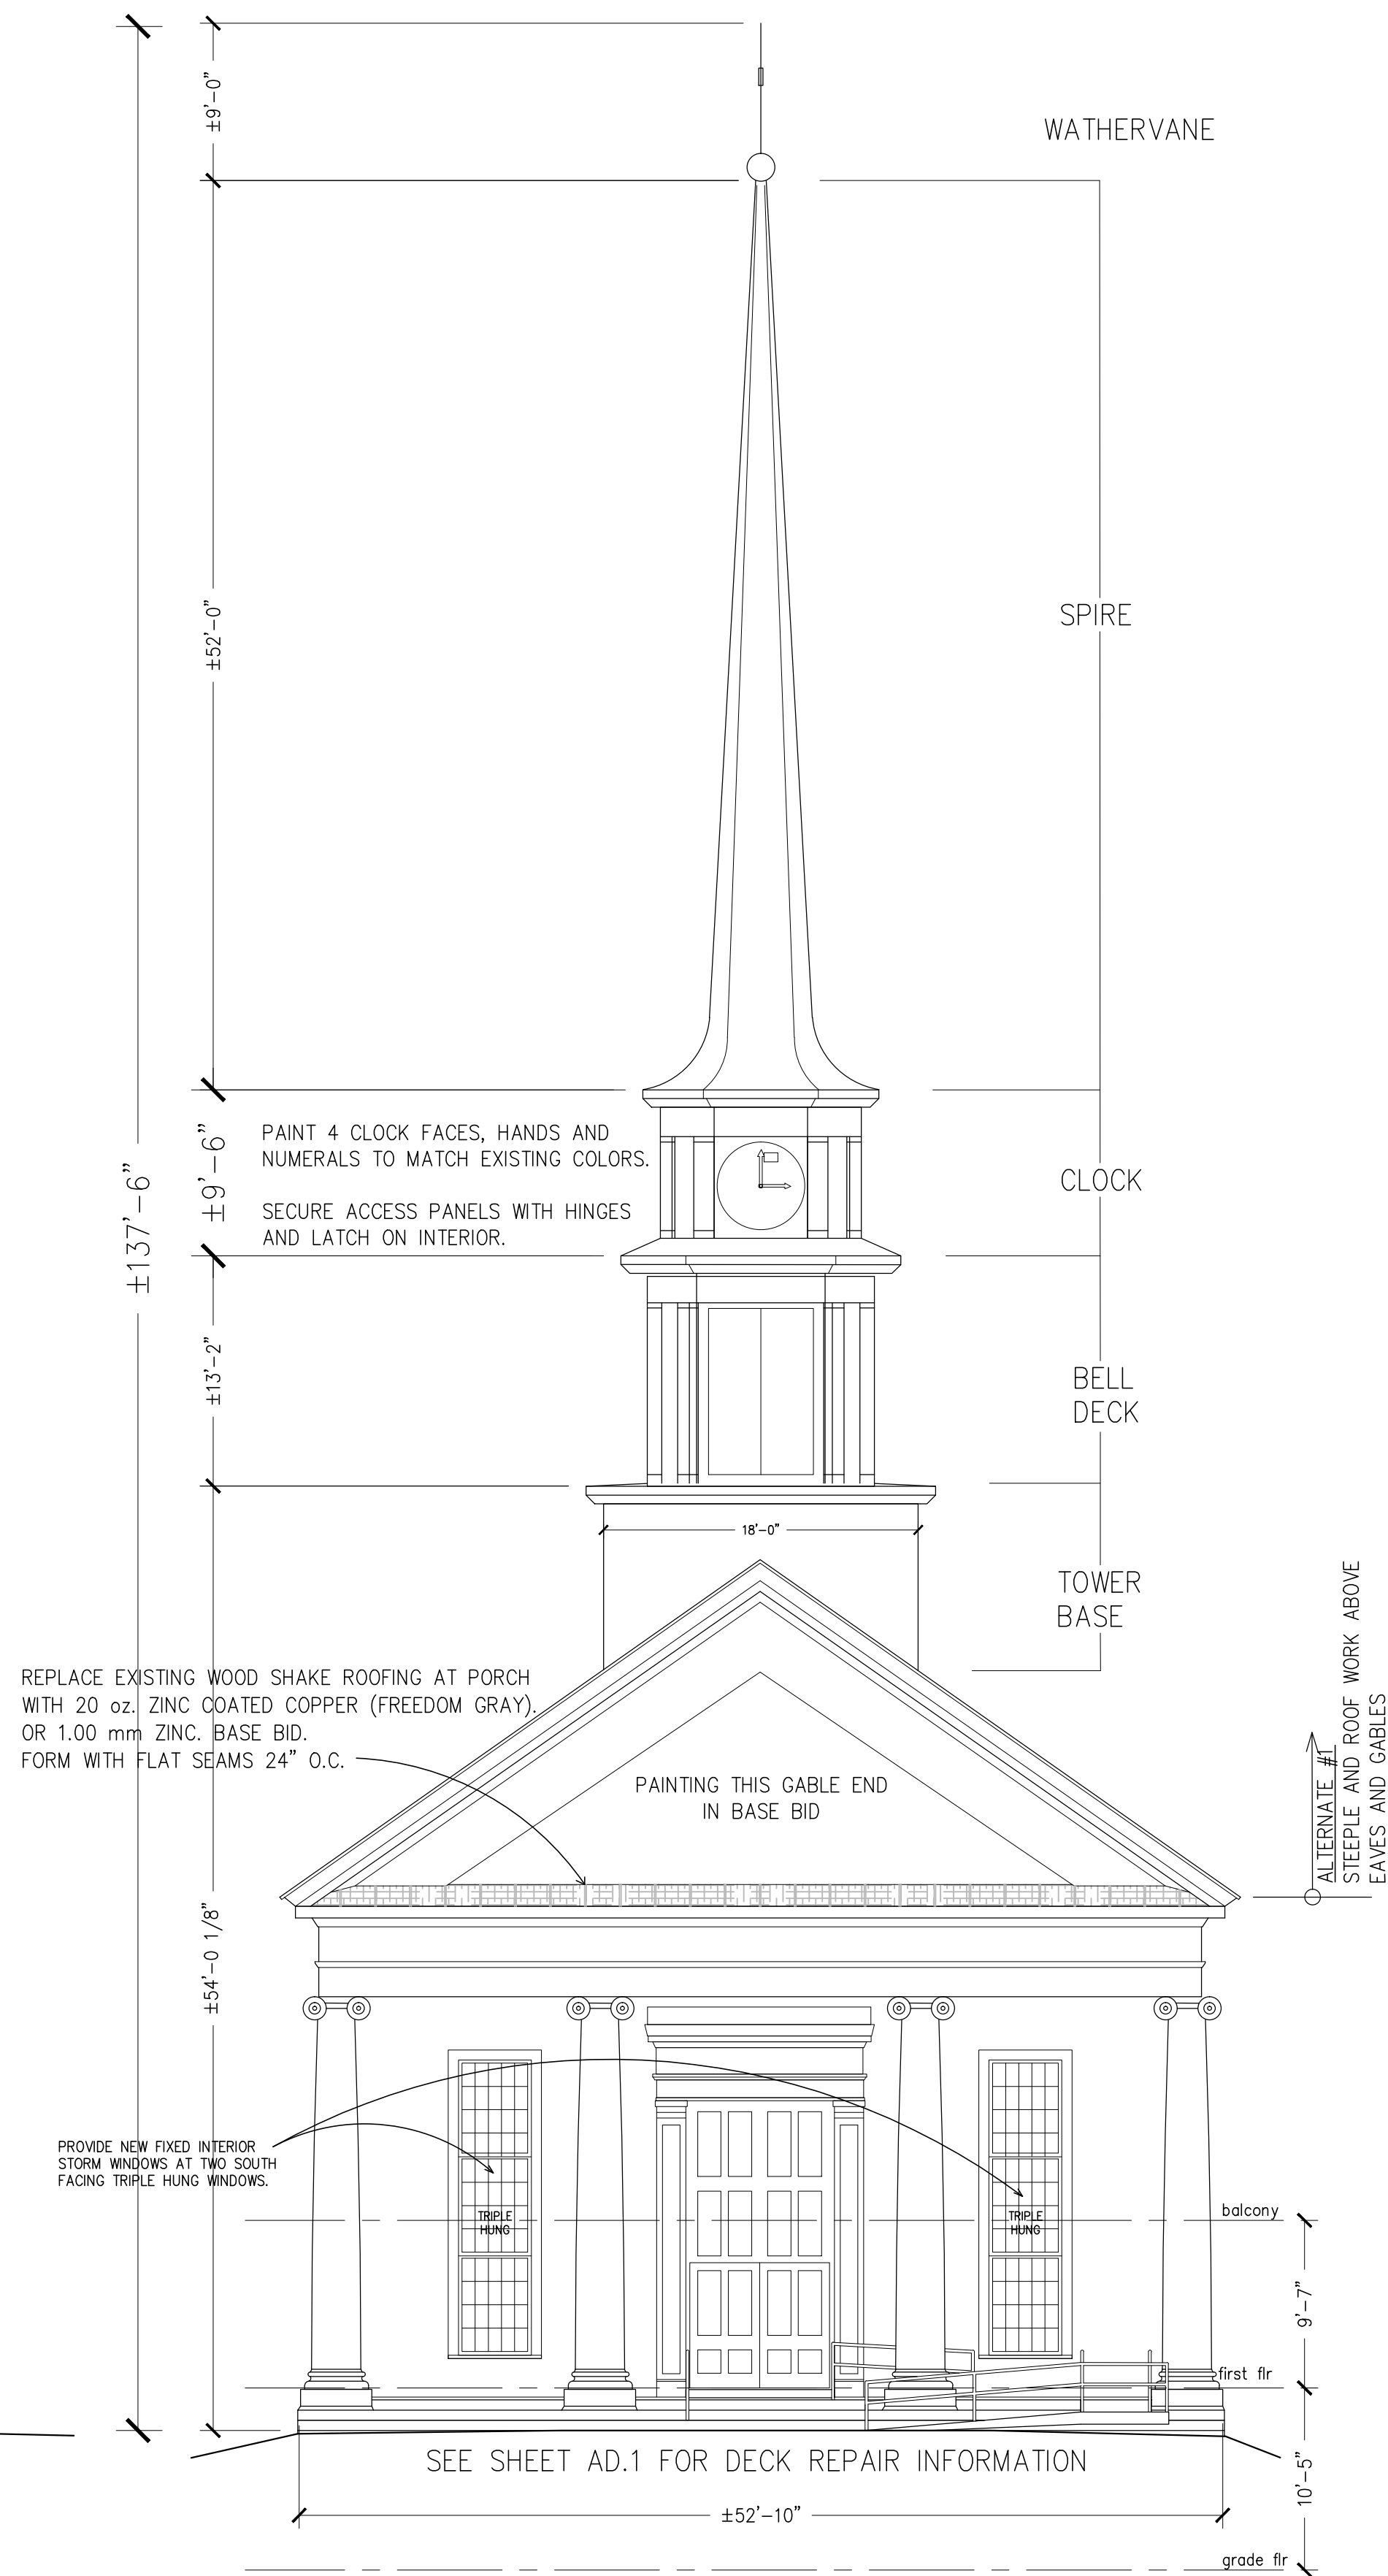 ±9'-0"
WATHERVANE
±52'-0"
SPIRE
±137'-6"
±9'-6"
PAINT 4 CLOCK FACES, HANDS AND
NUMERALS TO MATCH EXISTING COLORS.
SECURE ACCESS PANELS WITH HINGES
AND LATCH ON INTERIOR.
CLOCK
±13'-2"
BELL
DECK
18'-0"
TOWER
BASE
REPLACE EXISTING WOOD SHAKE ROOFING AT PORCH
WITH 20 oz. ZINC COATED COPPER (FREEDOM GRAY).
OR 1.00 mm ZINC. BASE BID.
FORM WITH FLAT SEAMS 24" O.C.
PAINTING THIS GABLE END
IN BASE BID
ALTERNATE #1
STEEPLE AND ROOF WORK ABOVE
EAVES AND GABLES
±54'-0 1/8"
PROVIDE NEW FIXED INTERIOR
STORM WINDOWS AT TWO SOUTH
FACING TRIPLE HUNG WINDOWS.
TRIPLE
HUNG
TRIPLE
HUNG
balcony
9'-7"
first flr
SEE SHEET AD.1 FOR DECK REPAIR INFORMATION
10'-5"
±52'-10"
grade flr